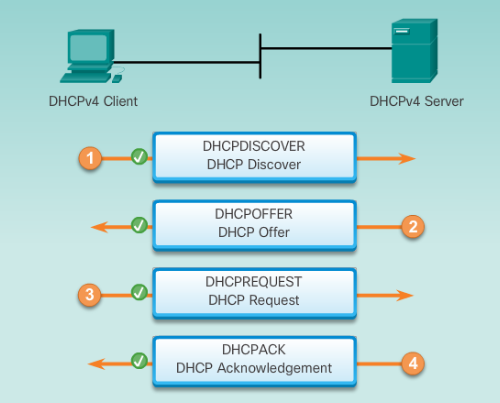 DHCPv4 Client
DHCPv4 Server
1
DHCPDISCOVER
DHCP Discover
DHCPOFFER
DHCP Offer
2
3
DHCPREQUEST
DHCP Request
DHCPACK
DHCP Acknowledgement
4